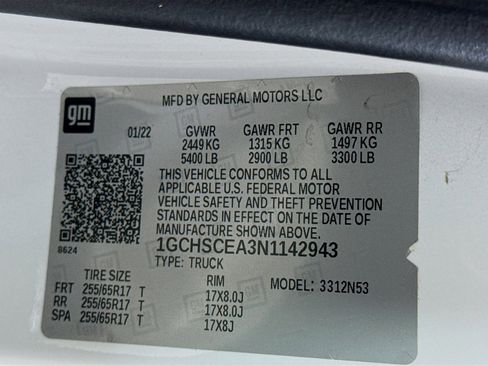 MFD BY GENERAL MOTORS LLC
gm
01/22 GVWR GAWR FRT GAWR RR
2449 KG 1315 KG 1497 KG
5400 LB 2900 LB 3300 LB
THIS VEHICLE CONFORMS TO ALL
APPLICABLE U.S. FEDERAL MOTOR
VEHICLE SAFETY AND THEFT PREVENTION
STANDARDS IN EFFECT ON THE DATE OF
MANUFACTURE SHOWN ABOVE.
8624
1GCHSCEA3N1142943
TYPE: TRUCK
TIRE SIZE RIM MODEL: 3312N53
FRT 255/65R17 T 17X8.0J
RR 255/65R17 T 17X8.0J
SPA 255/65R17 T 17X8J